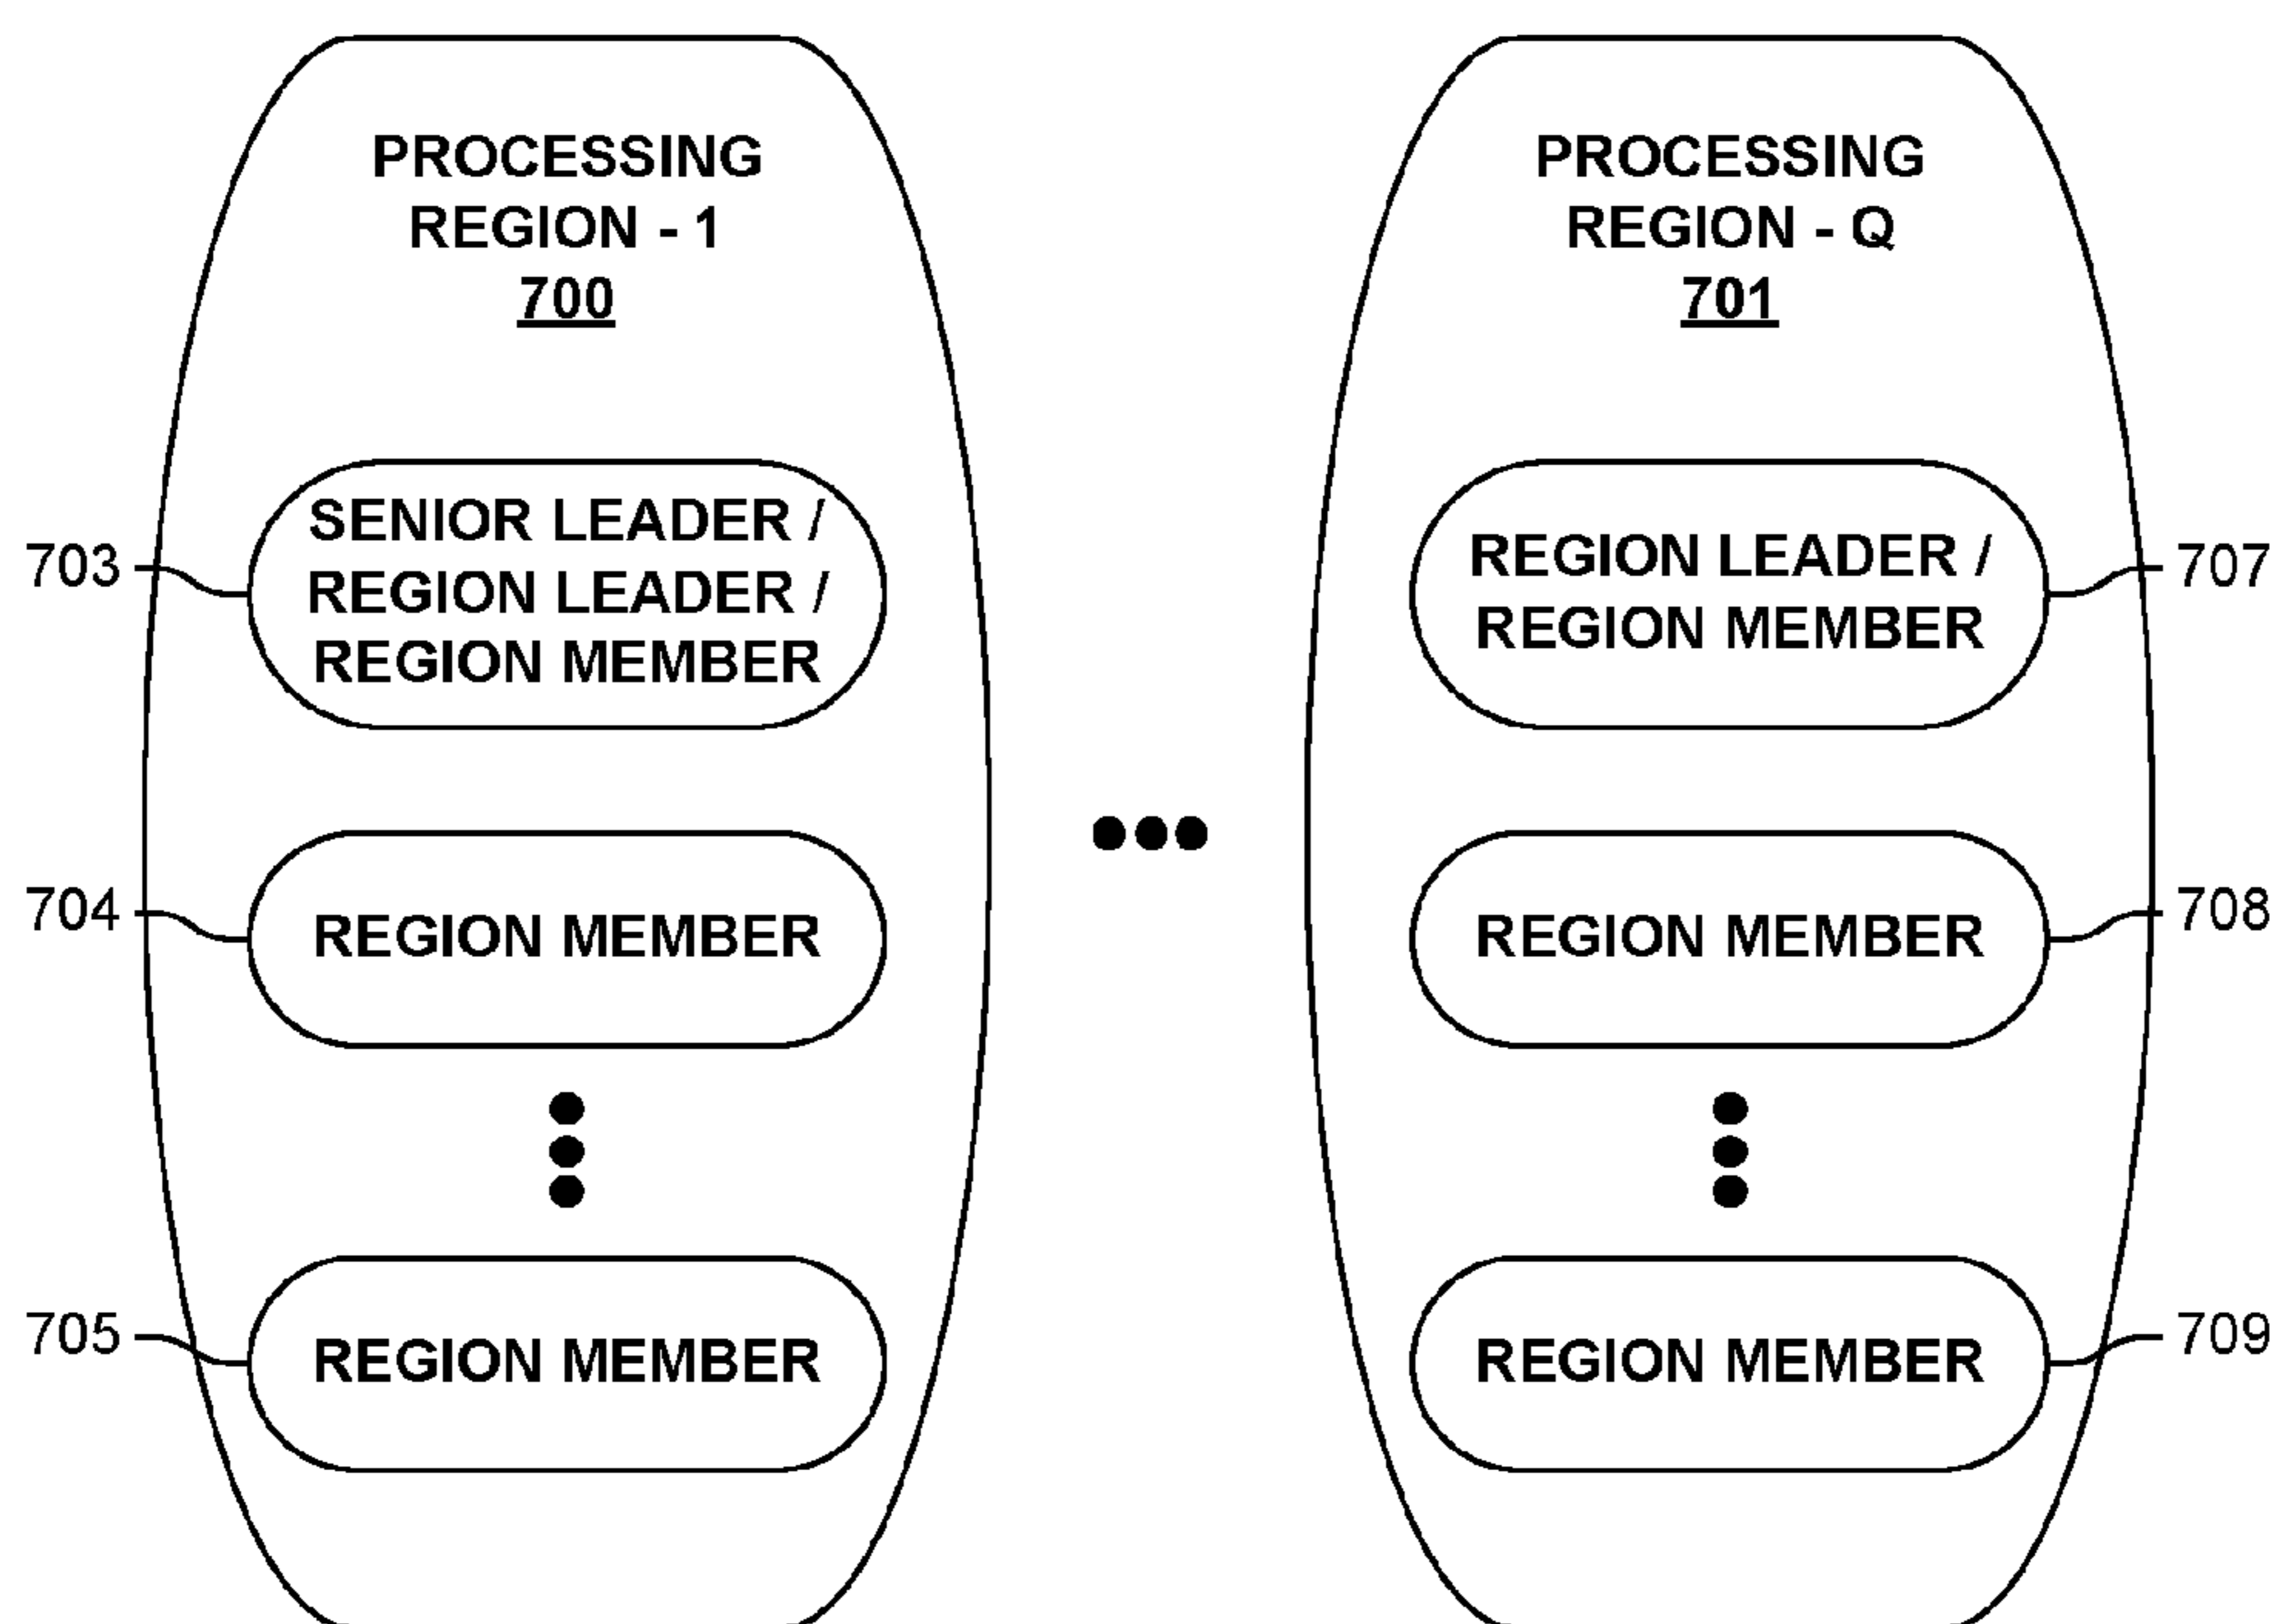 PROCESSING
REGION - 1
700
703
SENIOR LEADER /
REGION LEADER /
REGION MEMBER
704
REGION MEMBER
705
REGION MEMBER
PROCESSING
REGION - Q
701
REGION LEADER /
REGION MEMBER
707
REGION MEMBER
708
REGION MEMBER
709